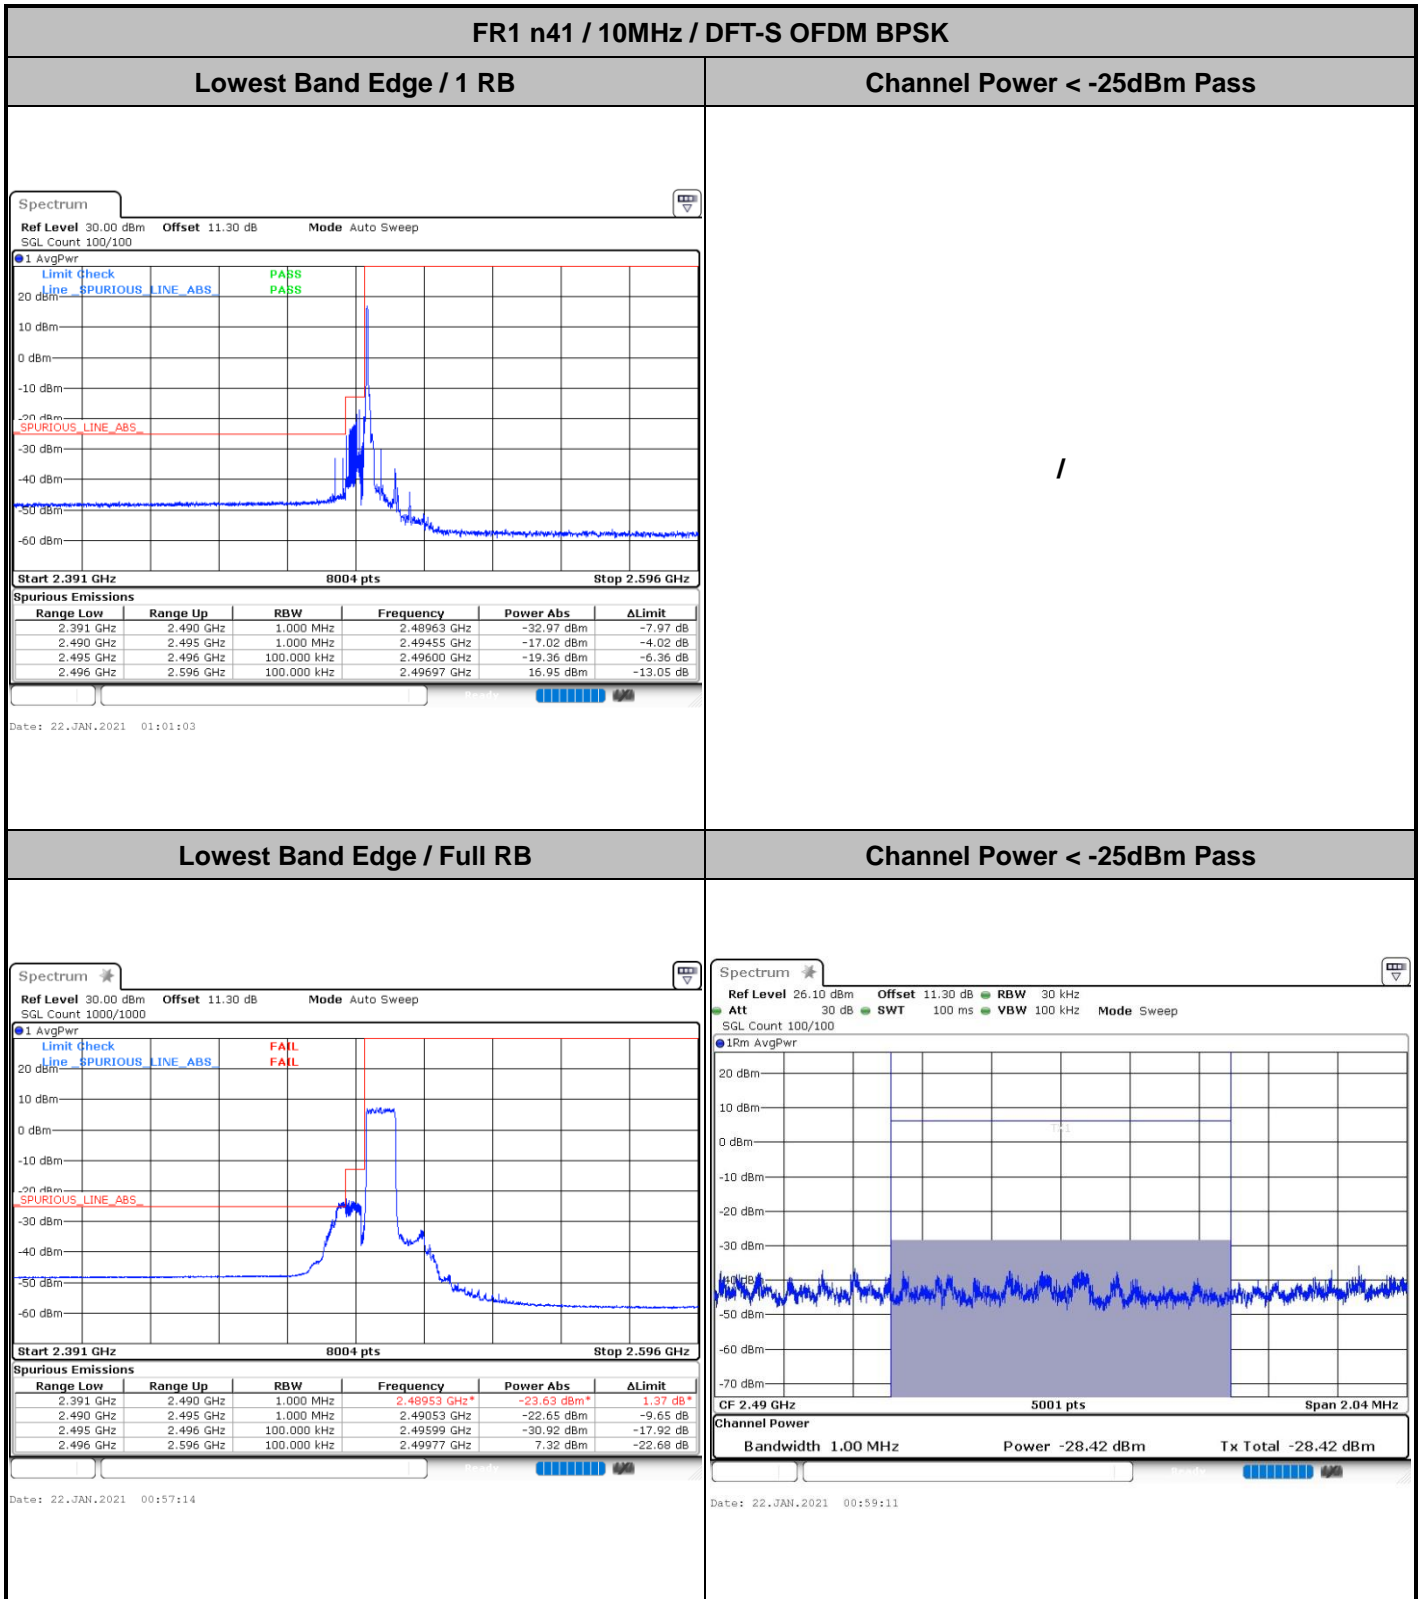 FR1 n41 / 10MHz / DFT-S OFDM BPSK
Lowest Band Edge / 1 RB
Channel Power < -25dBm Pass
Spectrum
Ref Level 30.00 dBm Offset 11.30 dB Mode Auto Sweep
SGL Count 100/100
1 AvgPwr
Limit Check PASS
Line _SPURIOUS_LINE_ABS_ PASS
20 dBm
10 dBm
0 dBm
-10 dBm
-20 dBm
_SPURIOUS_LINE_ABS_
-30 dBm
-40 dBm
-50 dBm
-60 dBm
Start 2.391 GHz 8004 pts Stop 2.596 GHz
Spurious Emissions
Range Low Range Up RBW Frequency Power Abs ΔLimit
2.391 GHz 2.490 GHz 1.000 MHz 2.48963 GHz -32.97 dBm -7.97 dB
2.490 GHz 2.495 GHz 1.000 MHz 2.49455 GHz -17.02 dBm -4.02 dB
2.495 GHz 2.496 GHz 100.000 kHz 2.49600 GHz -19.36 dBm -6.36 dB
2.496 GHz 2.596 GHz 100.000 kHz 2.49697 GHz 16.95 dBm -13.05 dB
Ready
Date: 22.JAN.2021 01:01:03
/
Lowest Band Edge / Full RB
Channel Power < -25dBm Pass
Spectrum
Ref Level 30.00 dBm Offset 11.30 dB Mode Auto Sweep
SGL Count 1000/1000
1 AvgPwr
Limit Check FAIL
Line _SPURIOUS_LINE_ABS_ FAIL
20 dBm
10 dBm
0 dBm
-10 dBm
-20 dBm
_SPURIOUS_LINE_ABS_
-30 dBm
-40 dBm
-50 dBm
-60 dBm
Start 2.391 GHz 8004 pts Stop 2.596 GHz
Spurious Emissions
Range Low Range Up RBW Frequency Power Abs ΔLimit
2.391 GHz 2.490 GHz 1.000 MHz 2.48953 GHz* -23.63 dBm* 1.37 dB*
2.490 GHz 2.495 GHz 1.000 MHz 2.49053 GHz -22.65 dBm -9.65 dB
2.495 GHz 2.496 GHz 100.000 kHz 2.49599 GHz -30.92 dBm -17.92 dB
2.496 GHz 2.596 GHz 100.000 kHz 2.49977 GHz 7.32 dBm -22.68 dB
Ready
Date: 22.JAN.2021 00:57:14
Spectrum
Ref Level 26.10 dBm Offset 11.30 dB RBW 30 kHz
Att 30 dB SWT 100 ms VBW 100 kHz Mode Sweep
SGL Count 100/100
1Rm AvgPwr
20 dBm
10 dBm
0 dBm
-10 dBm
-20 dBm
-30 dBm
-40 dBm
-50 dBm
-60 dBm
-70 dBm
CF 2.49 GHz 5001 pts Span 2.04 MHz
Channel Power
Bandwidth 1.00 MHz Power -28.42 dBm Tx Total -28.42 dBm
Date: 22.JAN.2021 00:59:11